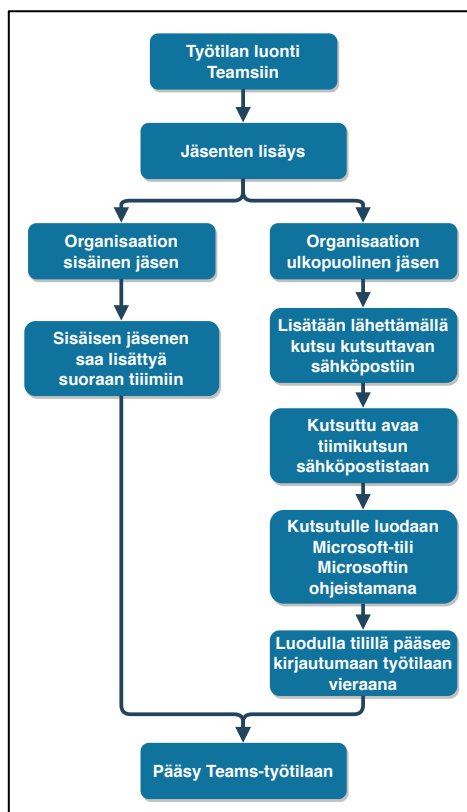 Työtilan luonti
Teamsiin
Jäsenten lisäys
Organisaation
sisäinen jäsen
Organisaation
ulkopuolinen jäsen
Sisäisen jäsenen
saa lisättyä
suoraan tiiimiin
Lisätään lähettämällä
kutsu kutsuttavan
sähköpostiin
Kutsuttu avaa
tiimikutsun
sähköpostistaan
Kutsutulle luodaan
Microsoft-tili
Microsoftin
ohjeistamana
Luodulla tilillä pääsee
kirjautumaan työtilaan
vieraana
Pääsy Teams-työtilaan